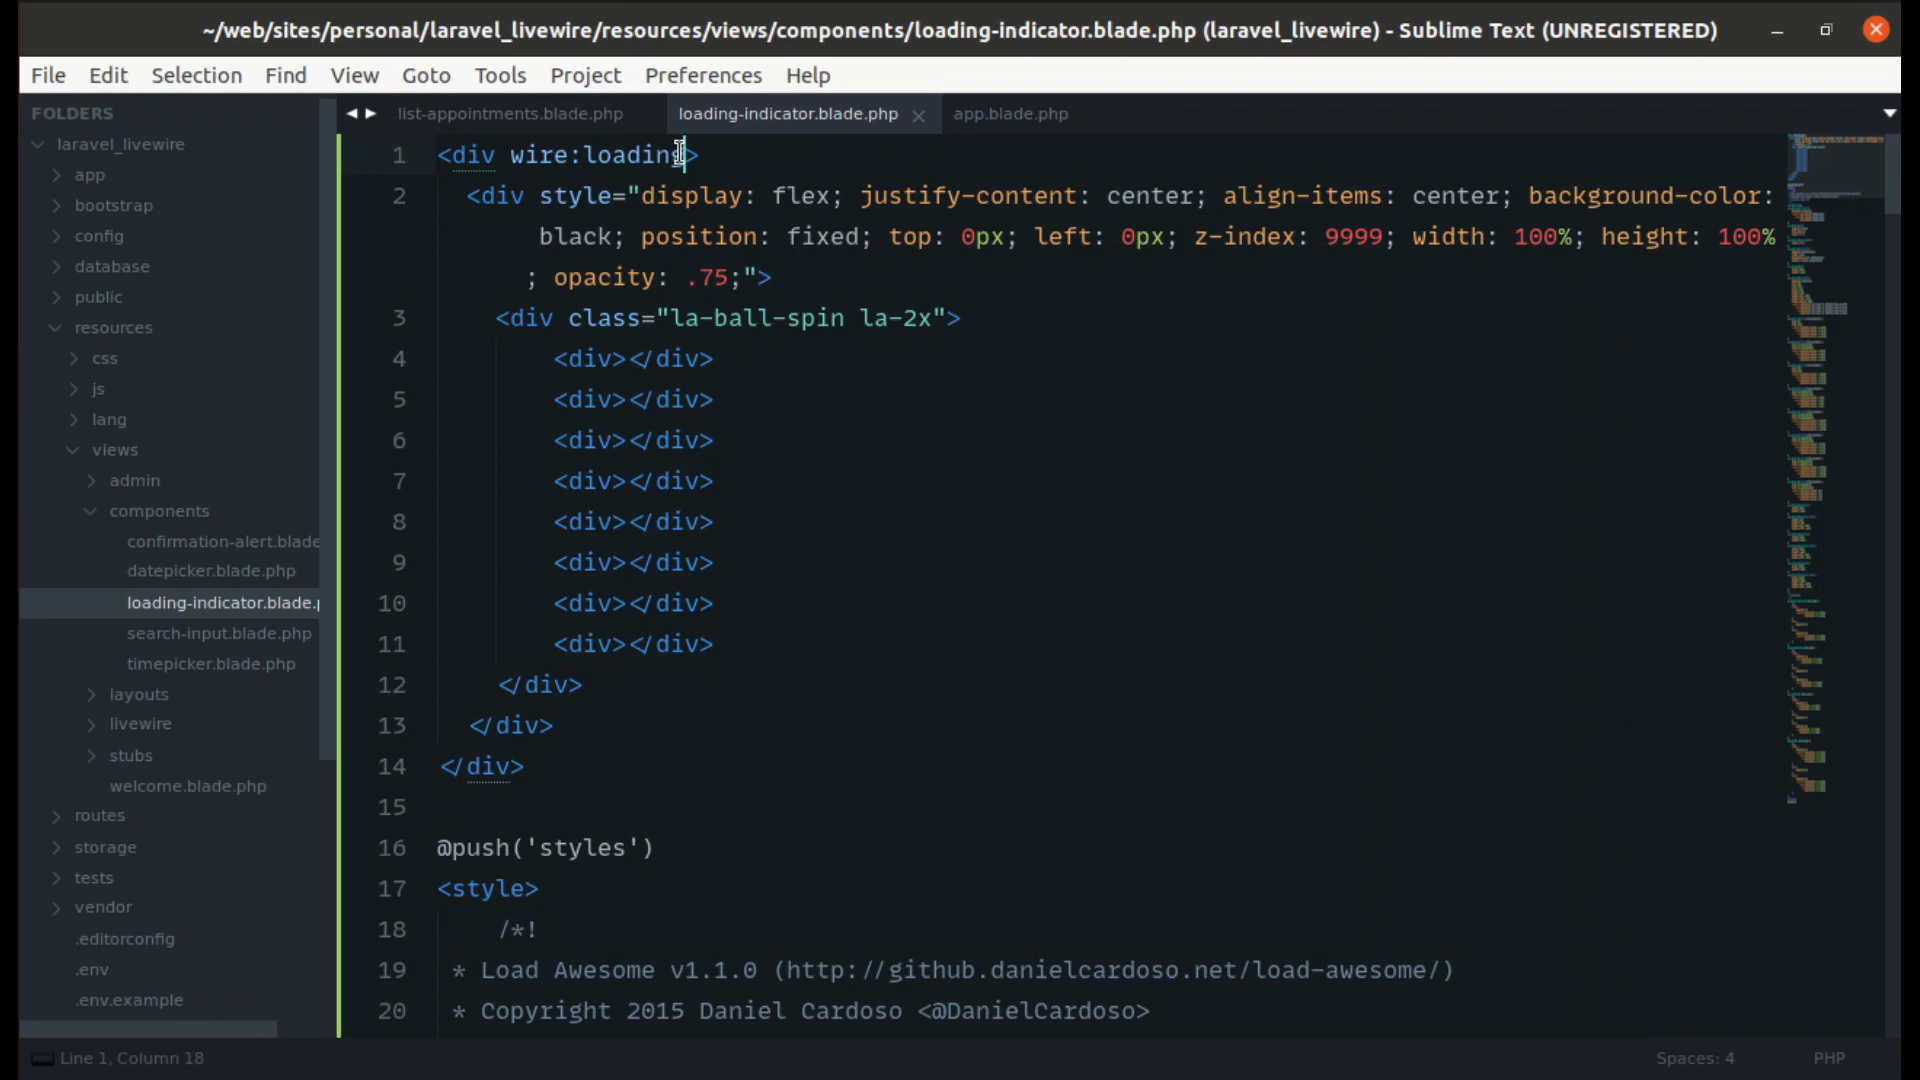 ~/web/sites/personal/laravel_livewire/resources/views/components/loading-indicator.blade.php (laravel_livewire) - Sublime Text (UNREGISTERED)
File Edit Selection Find View Goto Tools Project Preferences Help
FOLDERS
laravel_livewire
app
bootstrap
config
database
public
resources
css
js
lang
views
admin
components
confirmation-alert.blade
datepicker.blade.php
loading-indicator.blade.p
search-input.blade.php
timepicker.blade.php
layouts
livewire
stubs
welcome.blade.php
routes
storage
tests
vendor
.editorconfig
.env
.env.example
list-appointments.blade.php loading-indicator.blade.php app.blade.php
1 <div wire:loading>
2 <div style="display: flex; justify-content: center; align-items: center; background-color:
black; position: fixed; top: 0px; left: 0px; z-index: 9999; width: 100%; height: 100%
; opacity: .75;">
3 <div class="la-ball-spin la-2x">
4 <div></div>
5 <div></div>
6 <div></div>
7 <div></div>
8 <div></div>
9 <div></div>
10 <div></div>
11 <div></div>
12 </div>
13 </div>
14 </div>
15
16 @push('styles')
17 <style>
18 /*!
19 * Load Awesome v1.1.0 (http://github.danielcardoso.net/load-awesome/)
20 * Copyright 2015 Daniel Cardoso <@DanielCardoso>
Line 1, Column 18 Spaces: 4 PHP